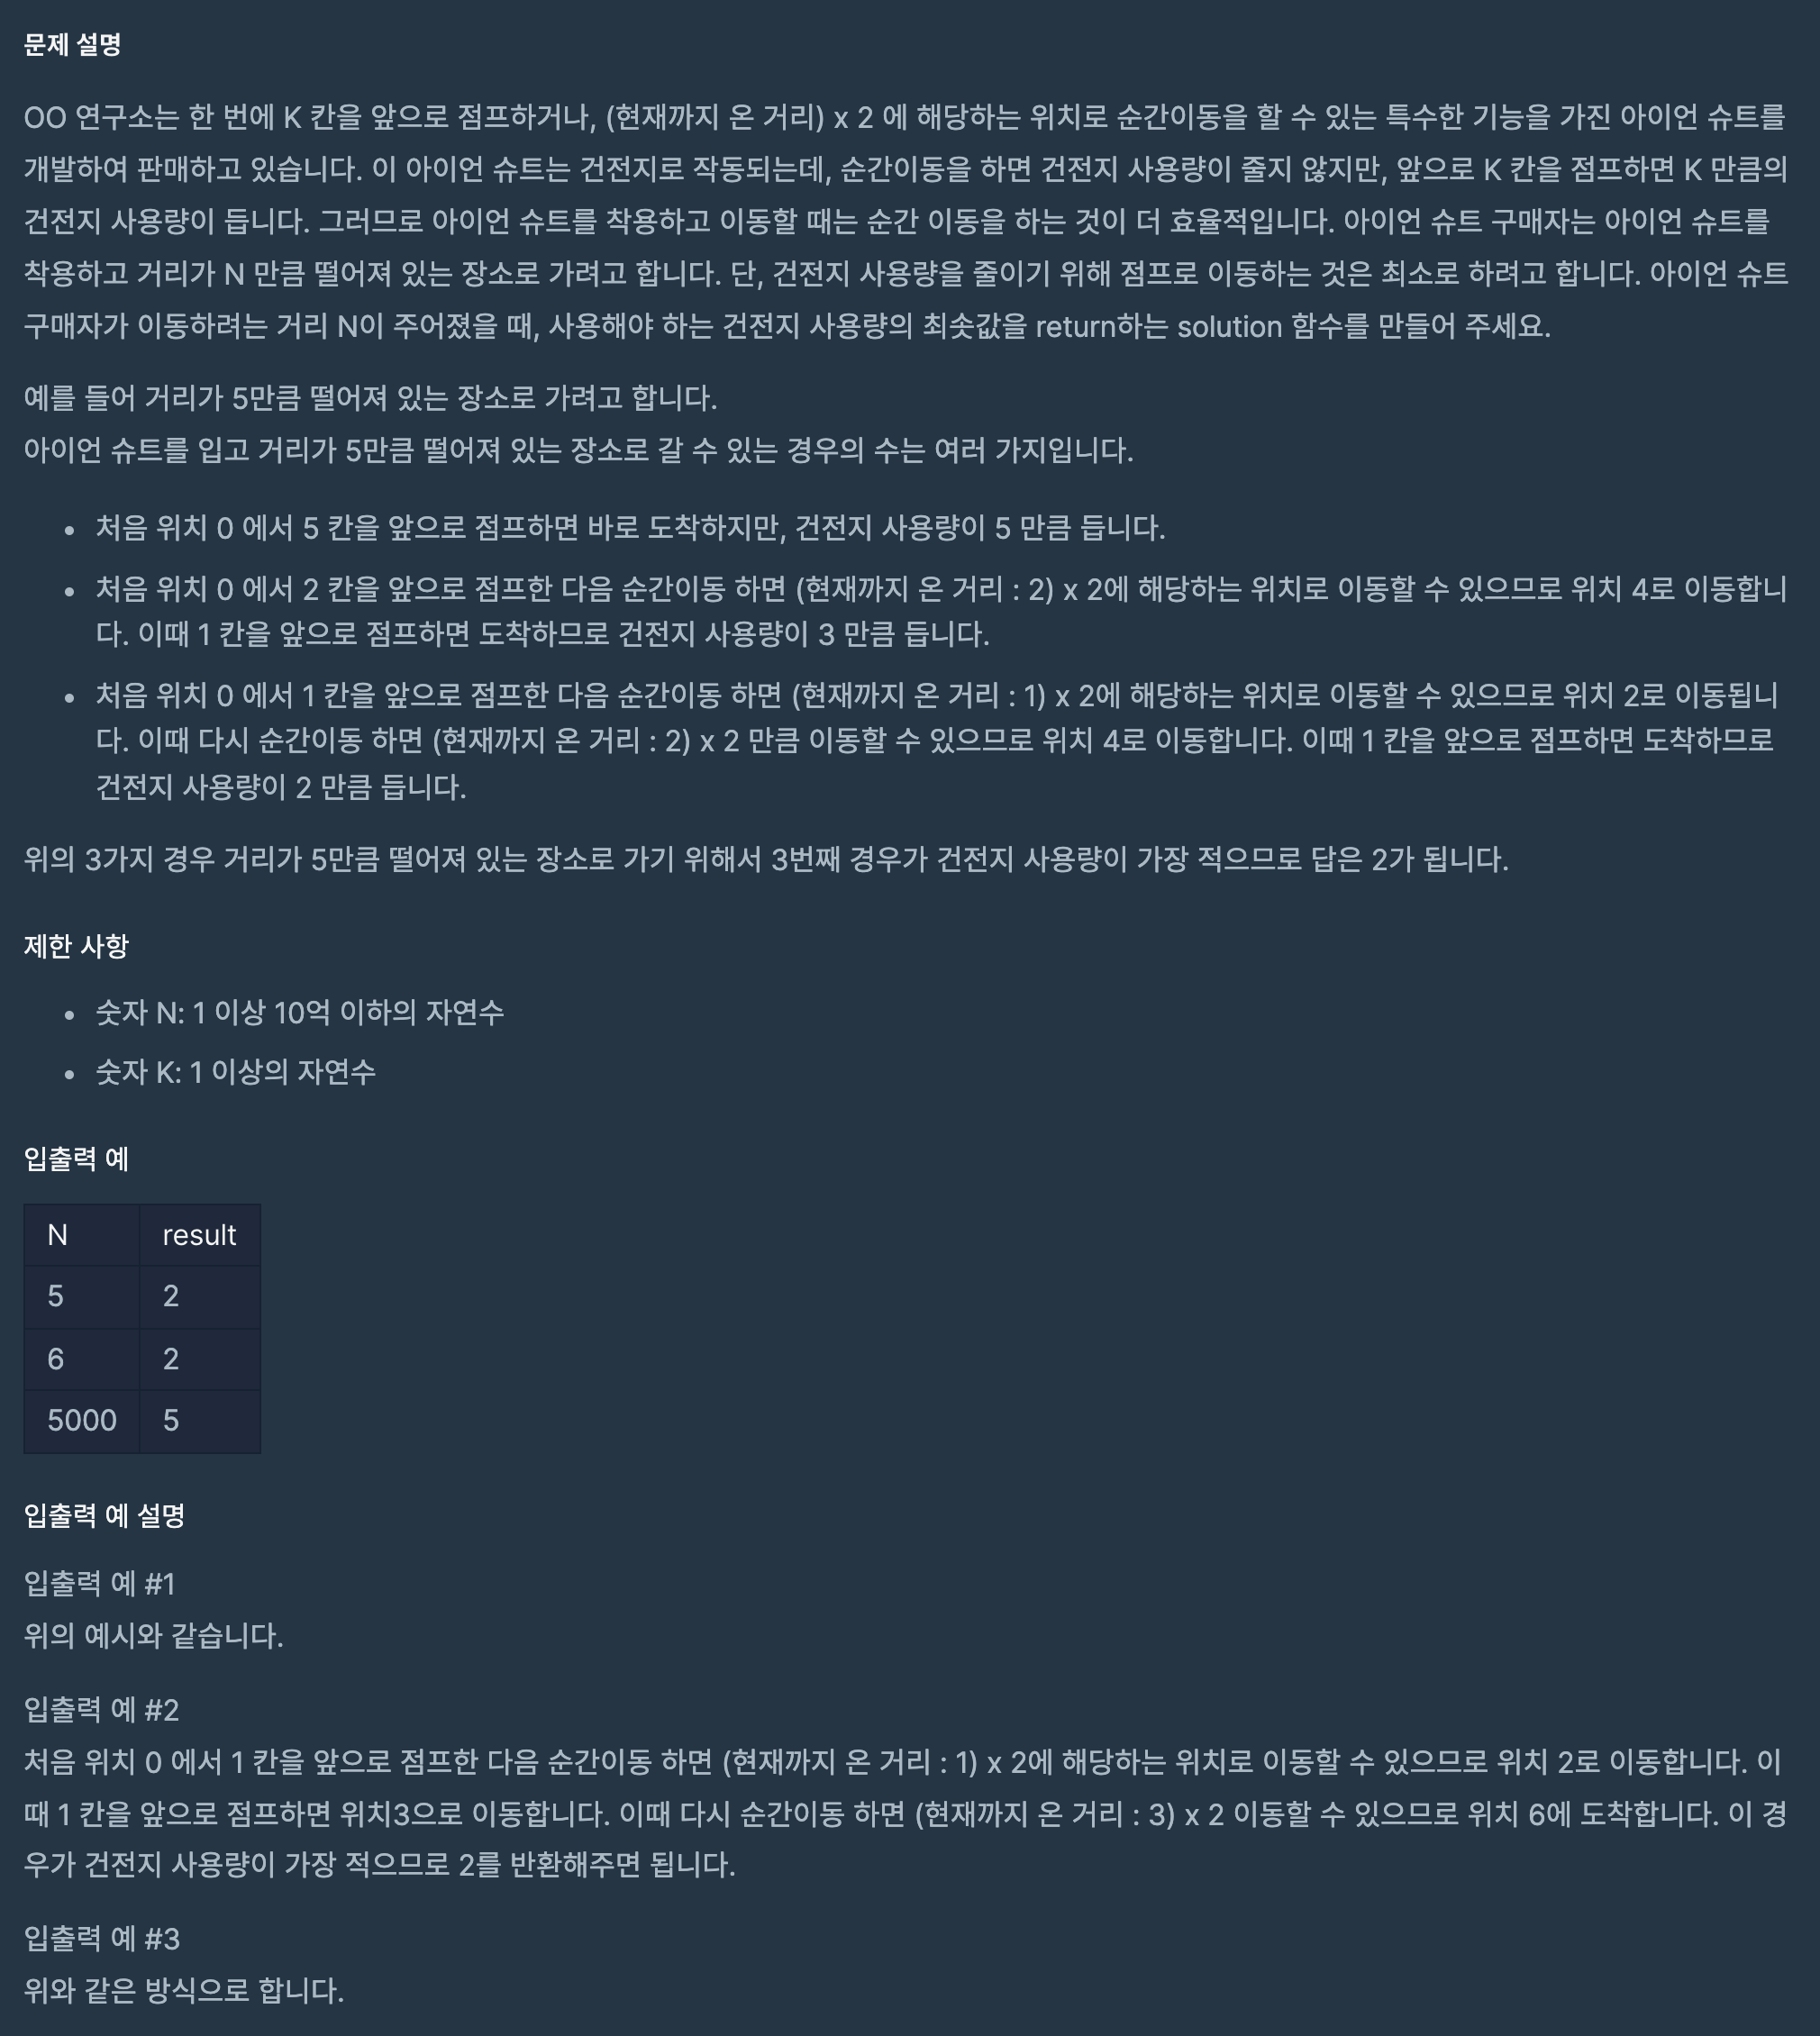 문제 설명
OO 연구소는 한 번에 K 칸을 앞으로 점프하거나, (현재까지 온 거리) x 2 에 해당하는 위치로 순간이동을 할 수 있는 특수한 기능을 가진 아이언 슈트를
개발하여 판매하고 있습니다. 이 아이언 슈트는 건전지로 작동되는데, 순간이동을 하면 건전지 사용량이 줄지 않지만, 앞으로 K 칸을 점프하면 K 만큼의
건전지 사용량이 듭니다. 그러므로 아이언 슈트를 착용하고 이동할 때는 순간 이동을 하는 것이 더 효율적입니다. 아이언 슈트 구매자는 아이언 슈트를
착용하고 거리가 N 만큼 떨어져 있는 장소로 가려고 합니다. 단, 건전지 사용량을 줄이기 위해 점프로 이동하는 것은 최소로 하려고 합니다. 아이언 슈트
구매자가 이동하려는 거리 N이 주어졌을 때, 사용해야 하는 건전지 사용량의 최솟값을 return하는 solution 함수를 만들어 주세요.
예를 들어 거리가 5만큼 떨어져 있는 장소로 가려고 합니다.
아이언 슈트를 입고 거리가 5만큼 떨어져 있는 장소로 갈 수 있는 경우의 수는 여러 가지입니다.
• 처음 위치 0 에서 5 칸을 앞으로 점프하면 바로 도착하지만, 건전지 사용량이 5 만큼 듭니다.
• 처음 위치 0 에서 2 칸을 앞으로 점프한 다음 순간이동 하면 (현재까지 온 거리 : 2) x 2에 해당하는 위치로 이동할 수 있으므로 위치 4로 이동합니
다. 이때 1 칸을 앞으로 점프하면 도착하므로 건전지 사용량이 3 만큼 듭니다.
• 처음 위치 0 에서 1 칸을 앞으로 점프한 다음 순간이동 하면 (현재까지 온 거리 : 1) x 2에 해당하는 위치로 이동할 수 있으므로 위치 2로 이동됩니
다. 이때 다시 순간이동 하면 (현재까지 온 거리 : 2) x 2 만큼 이동할 수 있으므로 위치 4로 이동합니다. 이때 1 칸을 앞으로 점프하면 도착하므로
건전지 사용량이 2 만큼 듭니다.
위의 3가지 경우 거리가 5만큼 떨어져 있는 장소로 가기 위해서 3번째 경우가 건전지 사용량이 가장 적으므로 답은 2가 됩니다.
제한 사항
• 숫자 N: 1 이상 10억 이하의 자연수
• 숫자 K: 1 이상의 자연수
입출력 예
N result
5 2
6 2
5000 5
입출력 예 설명
입출력 예 #1
위의 예시와 같습니다.
입출력 예 #2
처음 위치 0 에서 1 칸을 앞으로 점프한 다음 순간이동 하면 (현재까지 온 거리 : 1) x 2에 해당하는 위치로 이동할 수 있으므로 위치 2로 이동합니다. 이
때 1 칸을 앞으로 점프하면 위치3으로 이동합니다. 이때 다시 순간이동 하면 (현재까지 온 거리 : 3) x 2 이동할 수 있으므로 위치 6에 도착합니다. 이 경
우가 건전지 사용량이 가장 적으므로 2를 반환해주면 됩니다.
입출력 예 #3
위와 같은 방식으로 합니다.